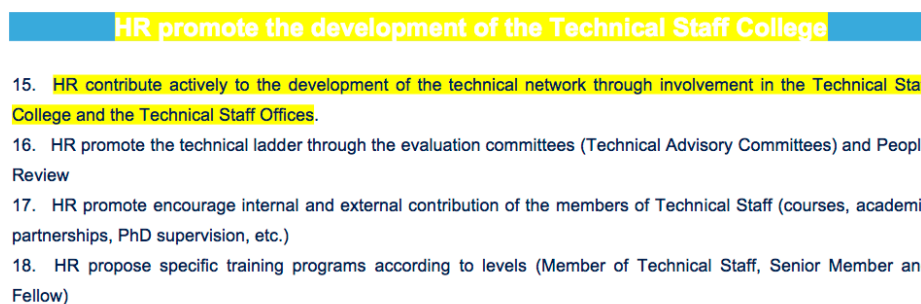 HR promote the development of the Technical Staff College
15. HR contribute actively to the development of the technical network through involvement in the Technical Sta
College and the Technical Staff Offices.
16. HR promote the technical ladder through the evaluation committees (Technical Advisory Committees) and Peopl
Review
17. HR promote encourage internal and external contribution of the members of Technical Staff (courses, academi
partnerships, PhD supervision, etc.)
18. HR propose specific training programs according to levels (Member of Technical Staff, Senior Member an
Fellow)